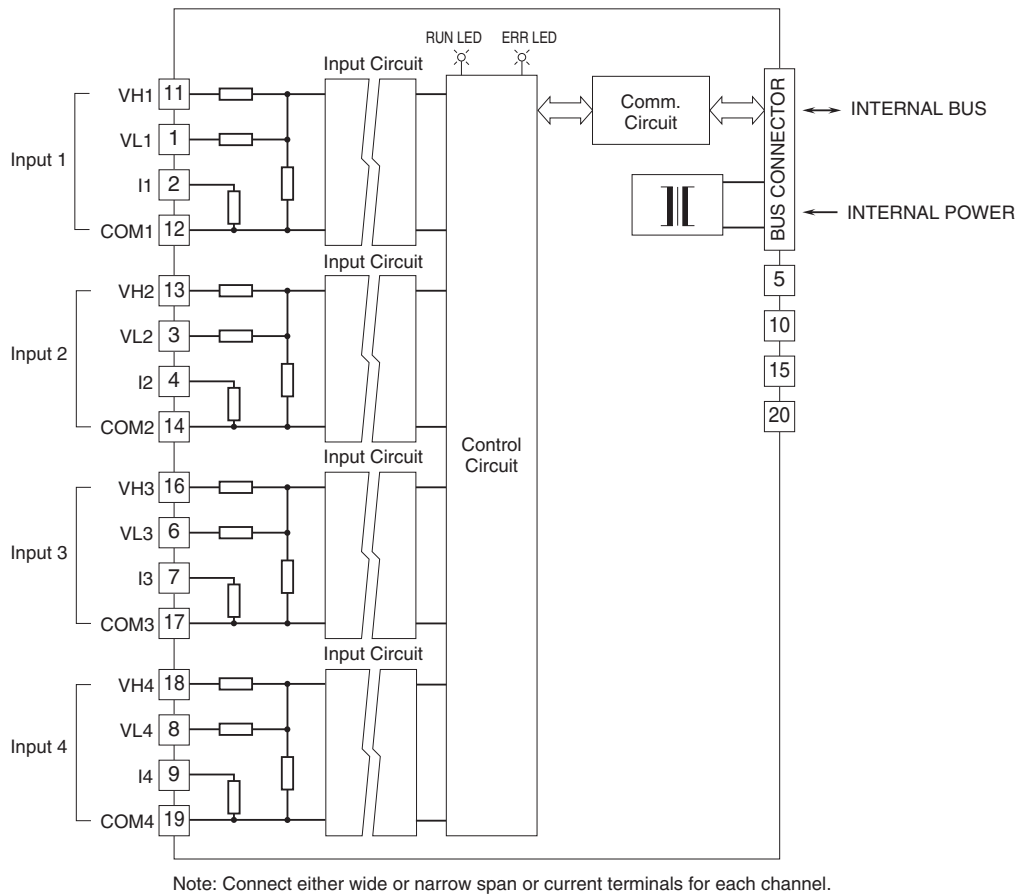 RUN LED ERR LED
Input Circuit
Input 1
VH1 11
VL1 1
I1 2
COM1 12
Input Circuit
Input 2
VH2 13
VL2 3
I2 4
COM2 14
Input Circuit
Input 3
VH3 16
VL3 6
I3 7
COM3 17
Input Circuit
Input 4
VH4 18
VL4 8
I4 9
COM4 19
Control
Circuit
Comm.
Circuit
BUS CONNECTOR
INTERNAL BUS
INTERNAL POWER
5
10
15
20
Note: Connect either wide or narrow span or current terminals for each channel.